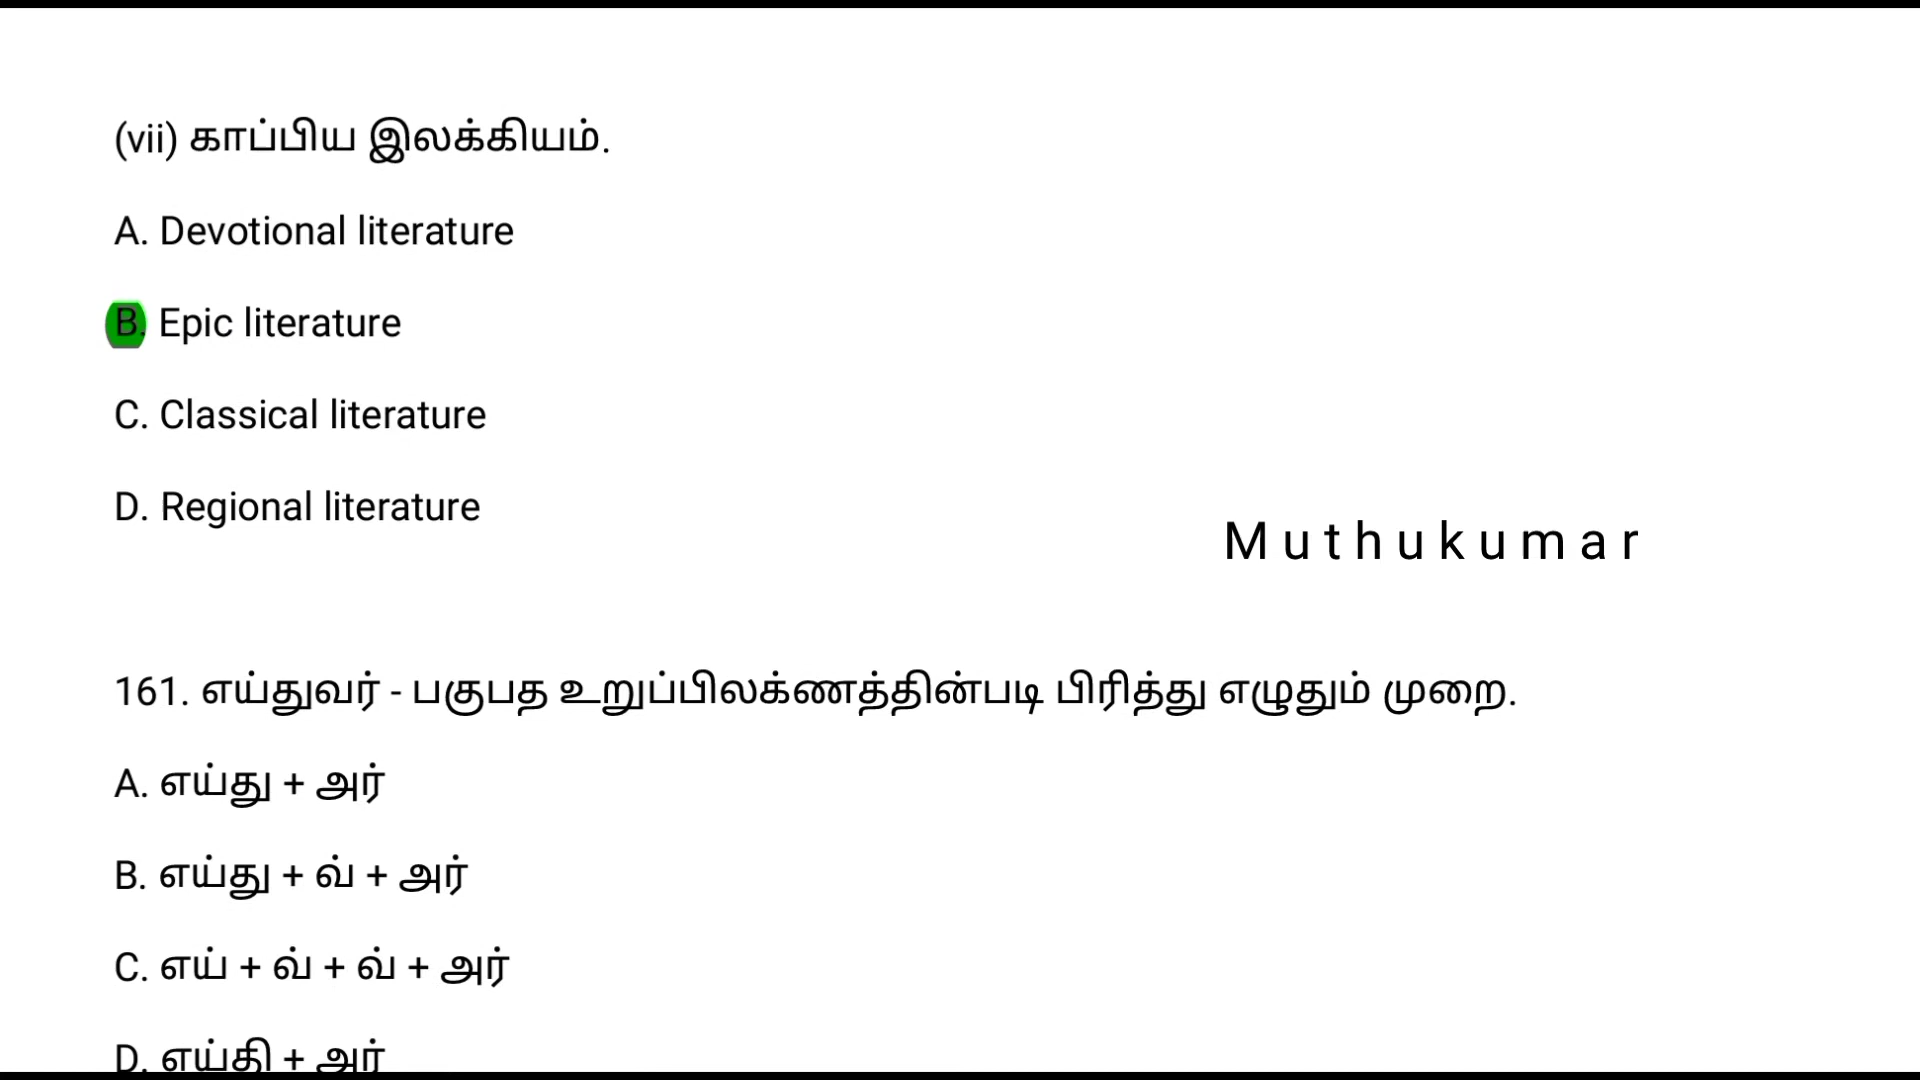 (vii) காப்பிய இலக்கியம்.
A. Devotional literature
B. Epic literature
C. Classical literature
D. Regional literature
Muthukumar
161. எய்துவர் - பகுபத உறுப்பிலக்ணத்தின்படி பிரித்து எழுதும் முறை.
A. எய்து + அர்
B. எய்து + வ் + அர்
C. எய் + வ் + வ் + அர்
D. எய்தி + அர்